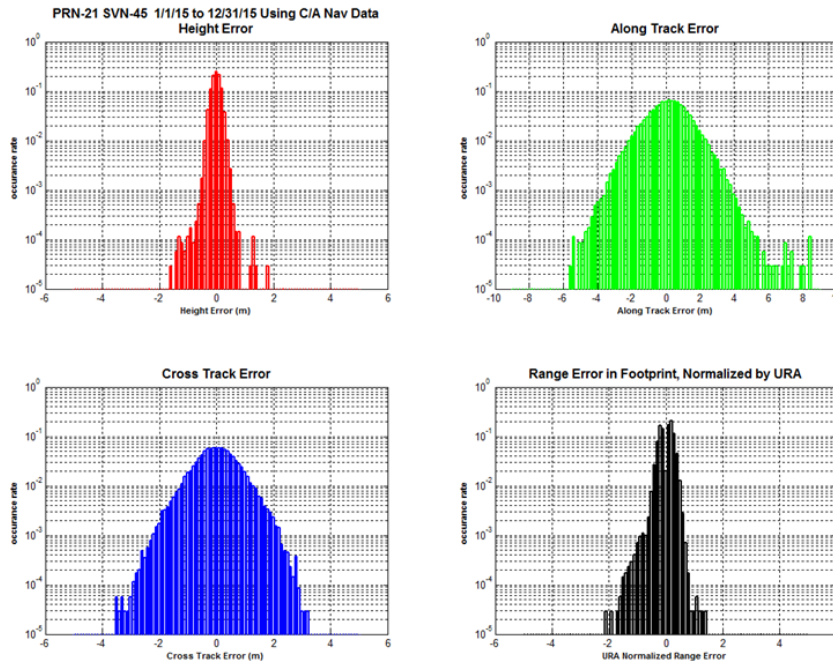 PRN-21 SVN-45 1/1/15 to 12/31/15 Using C/A Nav Data
Height Error
10^0
10^-1
10^-2
10^-3
10^-4
10^-5
occurance rate
-6 -4 -2 0 2 4 6
Height Error (m)
Along Track Error
10^0
10^-1
10^-2
10^-3
10^-4
10^-5
occurance rate
-10 -8 -6 -4 -2 0 2 4 6 8
Along Track Error (m)
Cross Track Error
10^0
10^-1
10^-2
10^-3
10^-4
10^-5
occurance rate
-6 -4 -2 0 2 4 6
Cross Track Error (m)
Range Error in Footprint, Normalized by URA
10^0
10^-1
10^-2
10^-3
10^-4
10^-5
occurance rate
-6 -4 -2 0 2 4
URA Normalized Range Error